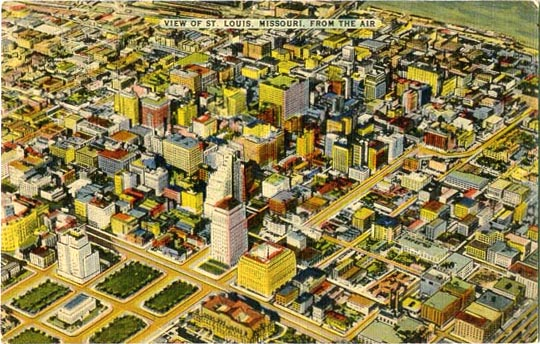 VIEW OF ST. LOUIS, MISSOURI, FROM THE AIR